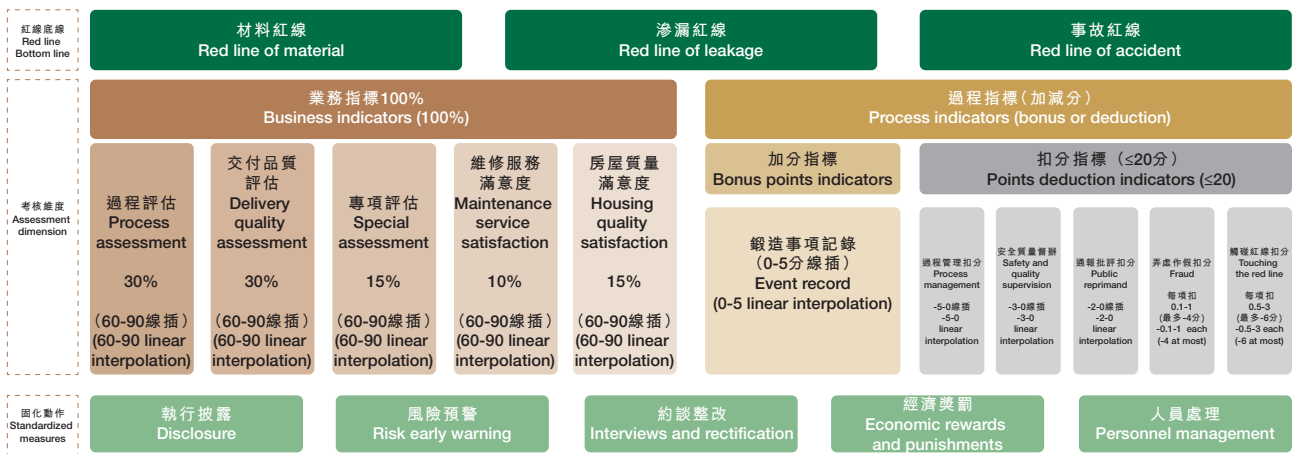 紅線底線
Red line
Bottom line
材料紅線
Red line of material
滲漏紅線
Red line of leakage
事故紅線
Red line of accident
考核維度
Assessment
dimension
業務指標100%
Business indicators (100%)
過程評估
Process
assessment
30%
(60-90線插)
(60-90 linear
interpolation)
交付品質
評估
Delivery
quality
assessment
30%
(60-90線插)
(60-90 linear
interpolation)
專項評估
Special
assessment
15%
(60-90線插)
(60-90 linear
interpolation)
維修服務
滿意度
Maintenance
service
satisfaction
10%
(60-90線插)
(60-90 linear
interpolation)
房屋質量
滿意度
Housing
quality
satisfaction
15%
(60-90線插)
(60-90 linear
interpolation)
過程指標(加減分)
Process indicators (bonus or deduction)
加分指標
Bonus points indicators
鍛造事項記錄
(0-5分線插)
Event record
(0-5 linear interpolation)
扣分指標(≤20分)
Points deduction indicators (≤20)
過程管理扣分
Process
management
-5-0線插
-5-0
linear
interpolation
安全質量督辦
Safety and
quality
supervision
-3-0線插
-3-0
linear
interpolation
通報批評扣分
Public
reprimand
-2-0線插
-2-0
linear
interpolation
弄虛作假扣分
Fraud
每項扣
0.1-1
(最多-4分)
-0.1-1 each
(-4 at most)
觸碰紅線扣分
Touching
the red line
每項扣
0.5-3
(最多-6分)
-0.5-3 each
(-6 at most)
固化動作
Standardized
measures
執行披露
Disclosure
風險預警
Risk early warning
約談整改
Interviews and rectification
經濟獎罰
Economic rewards
and punishments
人員處理
Personnel management